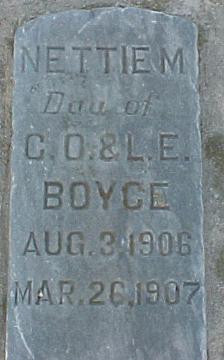 NETTIE M
Dau of
C. O. & L. E.
BOYCE
AUG. 3, 1906
MAR. 26, 1907